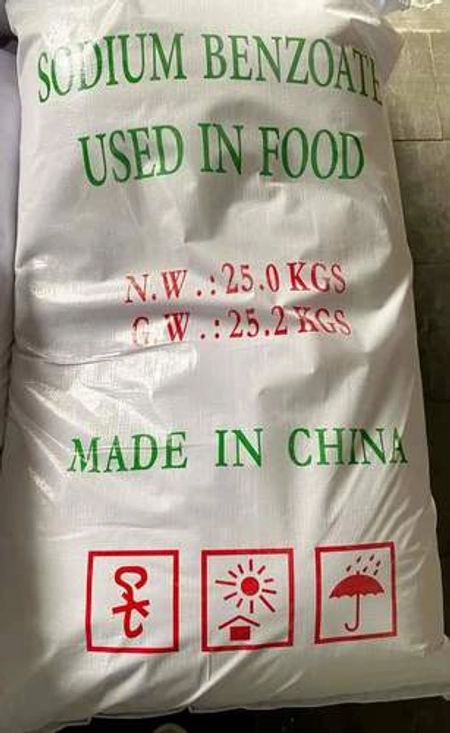 SODIUM BENZOATE
USED IN FOOD
N.W.:25.0 KGS
G.W.:25.2 KGS
MADE IN CHINA